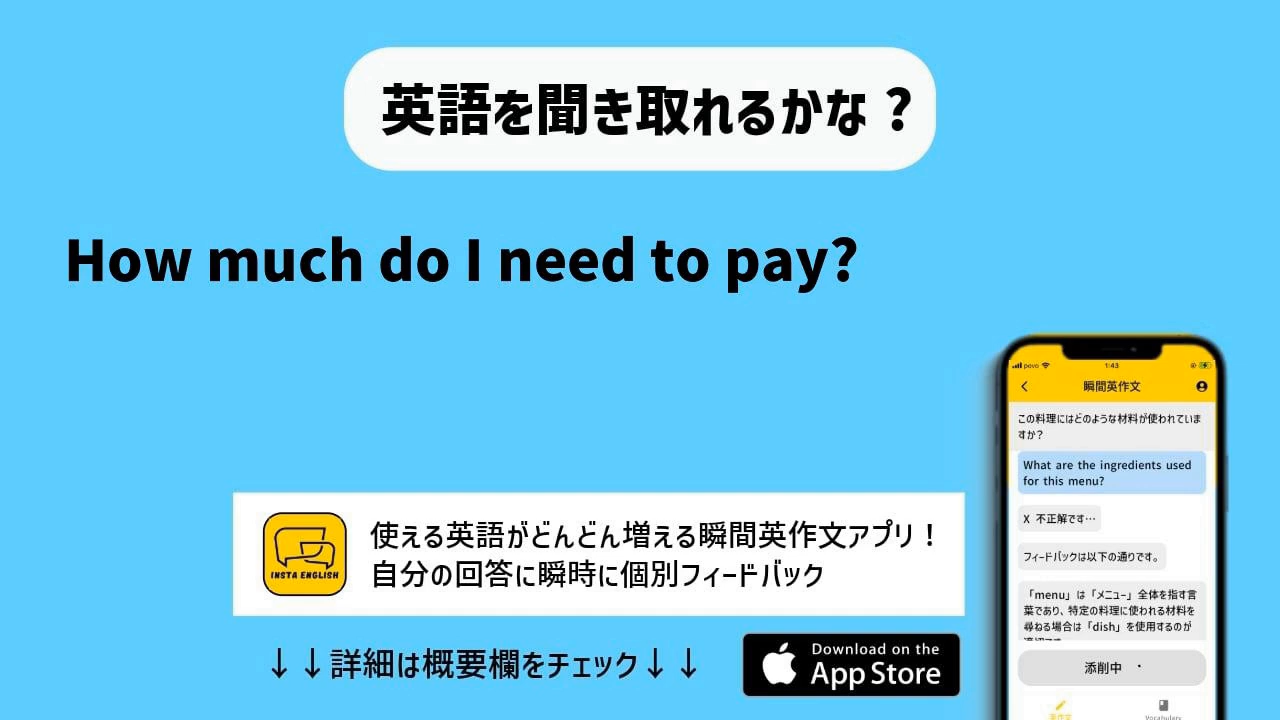 英語を聞き取れるかな？
How much do I need to pay?
povo
1:43
瞬間英作文
この料理にはどのような材料が使われていま
すか？
What are the ingredients used
for this menu?
X 不正解です…
フィードバックは以下の通りです。
「menu」は「メニュー」全体を指す言
葉であり、特定の料理に使われる材料を
尋ねる場合は「dish」を使用するのが
添削中
英作文
Vocabulary
INSTA ENGLISH
使える英語がどんどん増える瞬間英作文アプリ！
自分の回答に瞬時に個別フィードバック
↓↓詳細は概要欄をチェック↓↓
Download on the
App Store